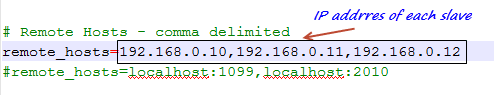 IP addrres of each slave
# Remote Hosts - comma delimited
remote_hosts=192.168.0.10,192.168.0.11,192.168.0.12
#remote_hosts=localhost:1099,localhost:2010